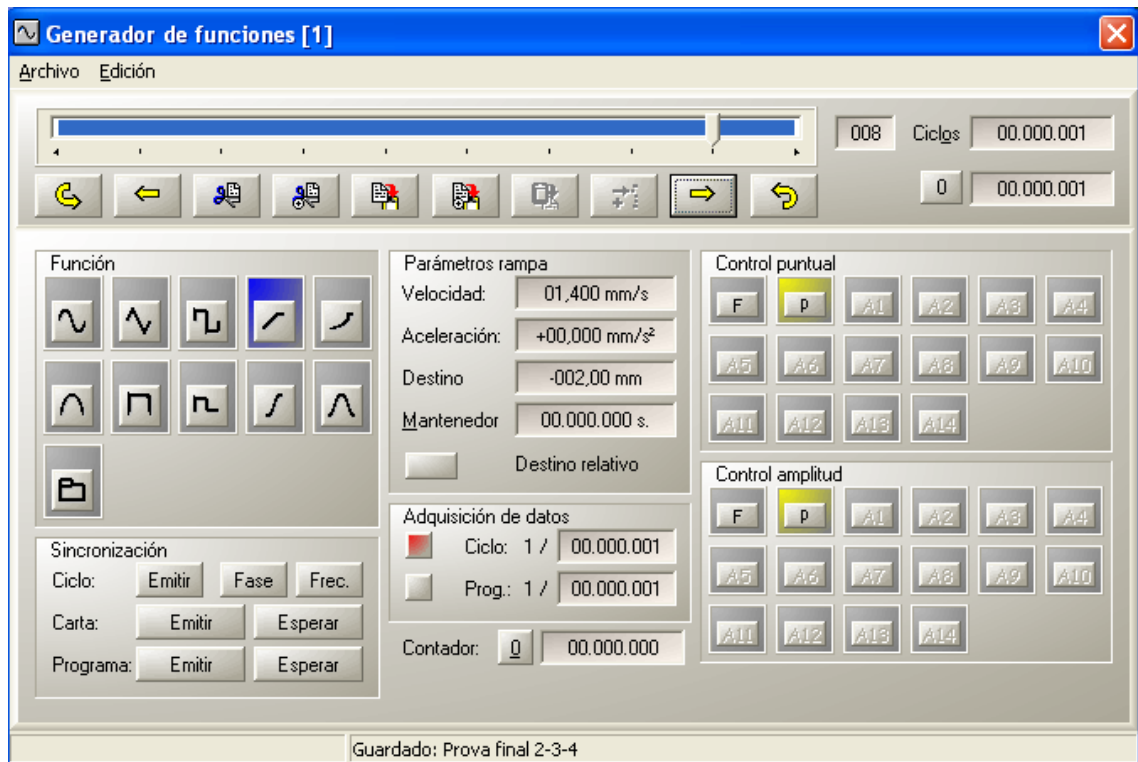 Generador de funciones [1]
Archivo Edición
008 Ciclos 00.000.001
0 00.000.001
Función
Parámetros rampa
Velocidad: 01,400 mm/s
Aceleración: +00,000 mm/s²
Destino -002,00 mm
Mantenedor 00.000.000 s.
Destino relativo
Control puntual
F P A1 A2 A3 A4
A5 A6 A7 A8 A9 A10
A11 A12 A13 A14
Sincronización
Ciclo: Emitir Fase Frec.
Carta: Emitir Esperar
Programa: Emitir Esperar
Adquisición de datos
Ciclo: 1 / 00.000.001
Prog.: 1 / 00.000.001
Contador: 0 00.000.000
Control amplitud
F P A1 A2 A3 A4
A5 A6 A7 A8 A9 A10
A11 A12 A13 A14
Guardado: Prova final 2-3-4